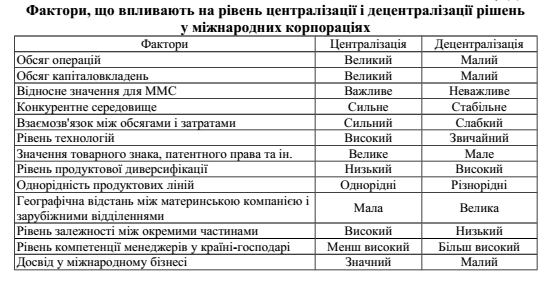 Фактори, що впливають на рівень централізації і децентралізації рішень
у міжнародних корпораціях
Фактори Централізація Децентралізація
Обсяг операцій Великий Малий
Обсяг капіталовкладень Великий Малий
Відносне значення для ММС Важливе Неважливе
Конкурентне середовище Сильне Стабільне
Взаємозв'язок між обсягами і затратами Сильний Слабкий
Рівень технологій Високий Звичайний
Значення товарного знака, патентного права та ін. Велике Мале
Рівень продуктової диверсифікації Низький Високий
Однорідність продуктових ліній Однорідні Різнорідні
Географічна відстань між материнською компанією і
зарубіжними відділеннями Мала Велика
Рівень залежності між окремими частинами Високий Низький
Рівень компетенції менеджерів у країні-господарі Менш високий Більш високий
Досвід у міжнародному бізнесі Значний Малий